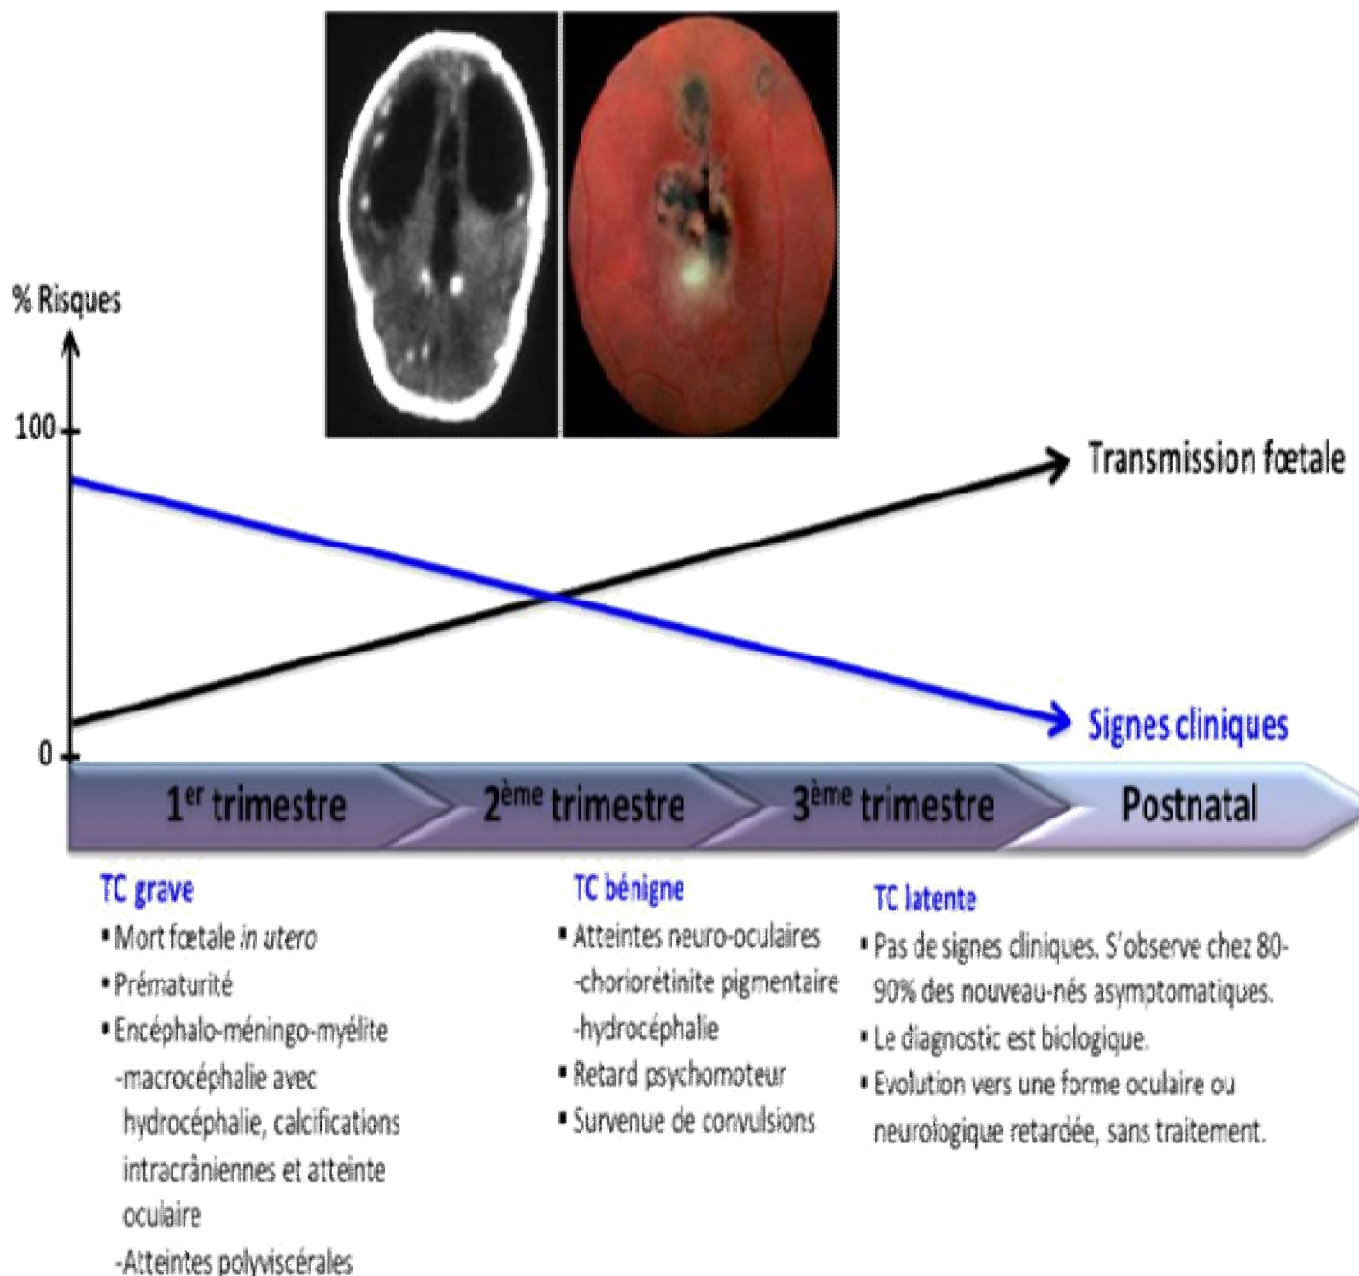 % Risques
100
Transmission fœtale
0
Signes cliniques
1er trimestre
2ème trimestre
3ème trimestre
Postnatal
TC grave
▪ Mort fœtale in utero
▪ Prématurité
▪ Encéphalo-méningo-myélite
-macrocéphalie avec
hydrocéphalie, calcifications
intracrâniennes et atteinte
oculaire
-Atteintes polyviscérales
TC bénigne
▪ Atteintes neuro-oculaires
-choriorétinite pigmentaire
-hydrocéphalie
▪ Retard psychomoteur
▪ Survenue de convulsions
TC latente
▪ Pas de signes cliniques. S'observe chez 80-
90% des nouveau-nés asymptomatiques.
▪ Le diagnostic est biologique.
▪ Evolution vers une forme oculaire ou
neurologique retardée, sans traitement.